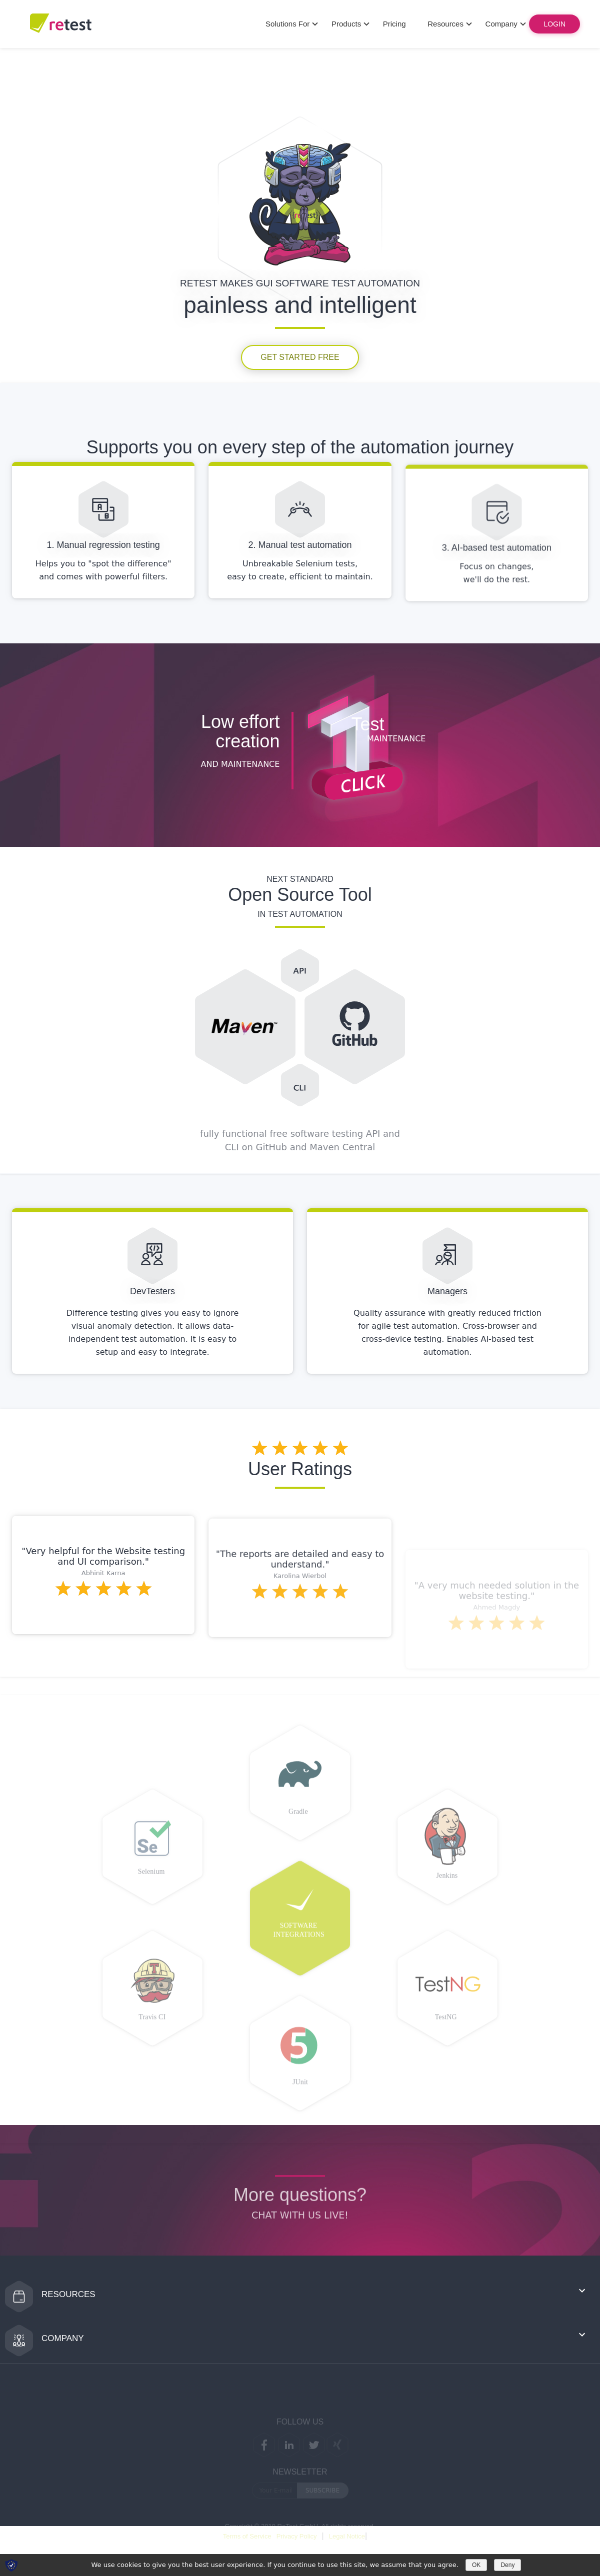 retest
Solutions For
Products
Pricing
Resources
Company
LOGIN
retest
RETEST MAKES GUI SOFTWARE TEST AUTOMATION
painless and intelligent
GET STARTED FREE
Supports you on every step of the automation journey
A
B
1. Manual regression testing
Helps you to "spot the difference"
and comes with powerful filters.
2. Manual test automation
Unbreakable Selenium tests,
easy to create, efficient to maintain.
3. AI-based test automation
Focus on changes,
we'll do the rest.
Low effort
creation
AND MAINTENANCE
Test
MAINTENANCE
1
CLICK
NEXT STANDARD
Open Source Tool
IN TEST AUTOMATION
API
Maven™
GitHub
CLI
fully functional free software testing API and
CLI on GitHub and Maven Central
DevTesters
Difference testing gives you easy to ignore
visual anomaly detection. It allows data-
independent test automation. It is easy to
setup and easy to integrate.
Managers
Quality assurance with greatly reduced friction
for agile test automation. Cross-browser and
cross-device testing. Enables AI-based test
automation.
User Ratings
"Very helpful for the Website testing
and UI comparison."
Abhinit Karna
"The reports are detailed and easy to
understand."
Karolina Wierbol
"A very much needed solution in the
website testing."
Ahmed Magdy
Gradle
Se
Selenium
Jenkins
SOFTWARE
INTEGRATIONS
T
Travis CI
TestNG
TestNG
5
JUnit
More questions?
CHAT WITH US LIVE!
RESOURCES
COMPANY
FOLLOW US
NEWSLETTER
SUBSCRIBE
We use cookies to give you the best user experience. If you continue to use this site, we assume that you agree.
OK
Deny